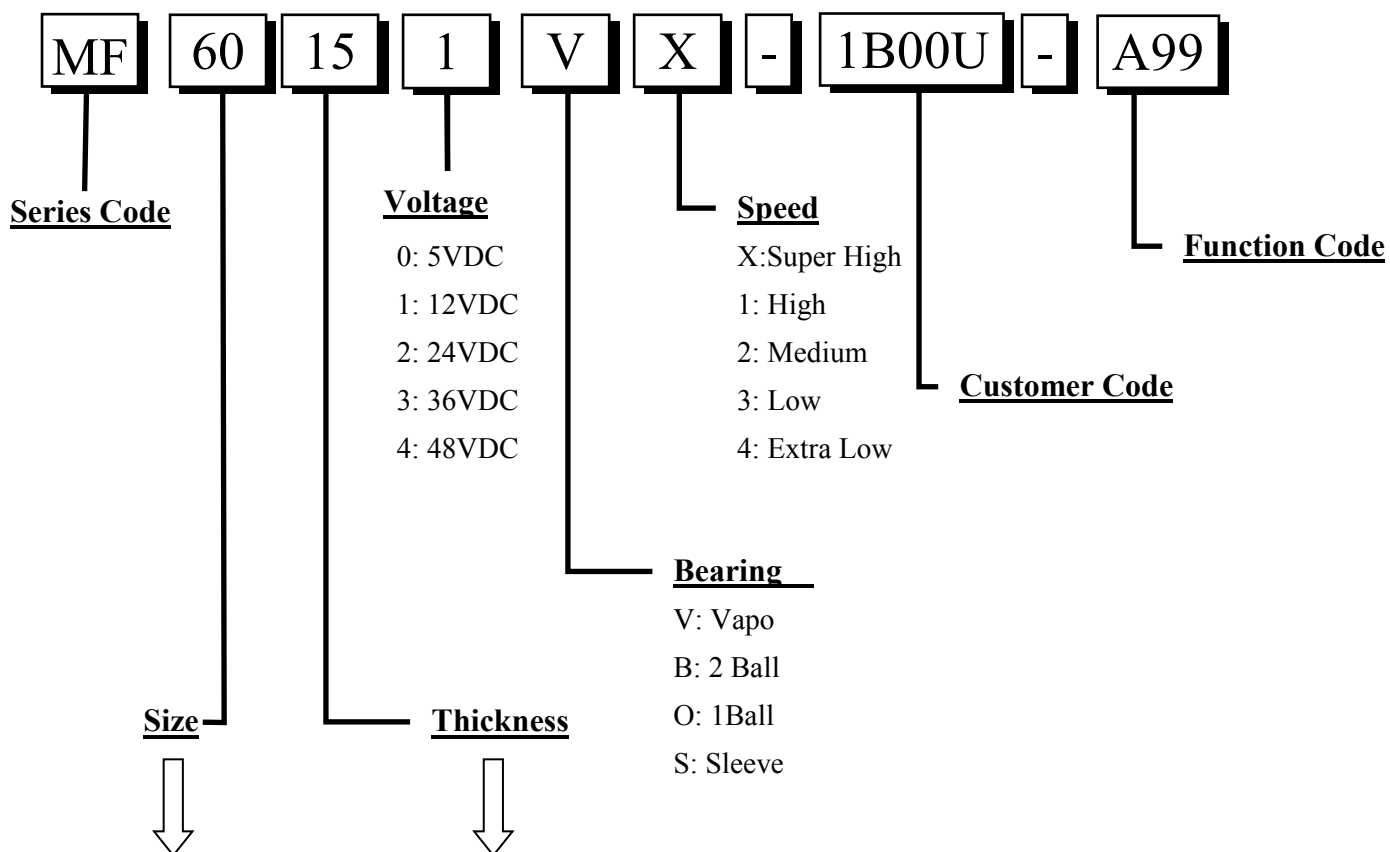 MF 60 15 1 V X - 1B00U - A99
Series Code
Voltage
0: 5VDC
1: 12VDC
2: 24VDC
3: 36VDC
4: 48VDC
Speed
X:Super High
1: High
2: Medium
3: Low
4: Extra Low
Function Code
Customer Code
Bearing
V: Vapo
B: 2 Ball
O: 1Ball
S: Sleeve
Size
Thickness